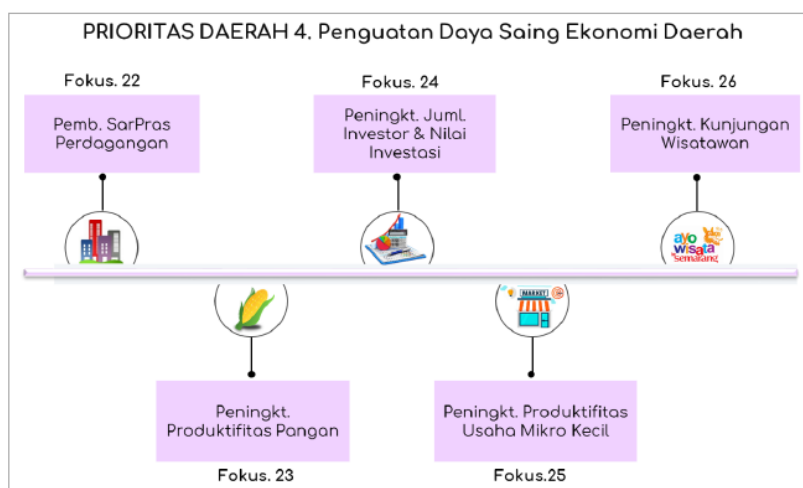 PRIORITAS DAERAH 4. Penguatan Daya Saing Ekonomi Daerah
Fokus. 22
Pemb. SarPras
Perdagangan
Fokus. 24
Peningkt. Juml.
Investor & Nilai
Investasi
Fokus. 26
Peningkt. Kunjungan
Wisatawan
ayo
wisata
semarang
MARKET
Peningkt.
Produktifitas Pangan
Fokus. 23
Peningkt. Produktifitas
Usaha Mikro Kecil
Fokus.25